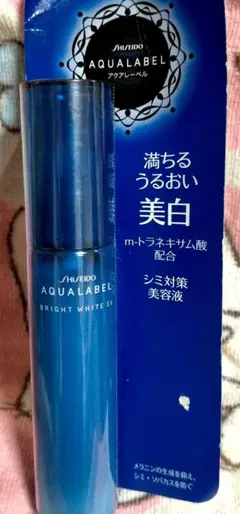 SHISEIDO
AQUALABEL
アクアレーベル
満ちる
うるおい
美白
m-トラネキサム酸
配合
シミ対策
美容液
メラニンの生成を抑え、
シミ・ソバカスを防ぐ
SHISEIDO
AQUALABEL
BRIGHT WHITE EX